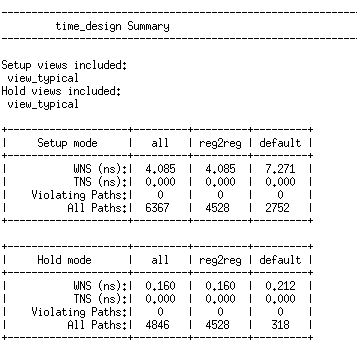 ------------------------------------------------------------
time_design Summary
------------------------------------------------------------
Setup views included:
view_typical
Hold views included:
view_typical
+--------------------+---------+---------+---------+
| Setup mode | all | reg2reg | default |
+--------------------+---------+---------+---------+
| WNS (ns):| 4.085 | 4.085 | 7.271 |
| TNS (ns):| 0.000 | 0.000 | 0.000 |
| Violating Paths:| 0 | 0 | 0 |
| All Paths:| 6367 | 4528 | 2752 |
+--------------------+---------+---------+---------+
+--------------------+---------+---------+---------+
| Hold mode | all | reg2reg | default |
+--------------------+---------+---------+---------+
| WNS (ns):| 0.160 | 0.160 | 0.212 |
| TNS (ns):| 0.000 | 0.000 | 0.000 |
| Violating Paths:| 0 | 0 | 0 |
| All Paths:| 4846 | 4528 | 318 |
+--------------------+---------+---------+---------+